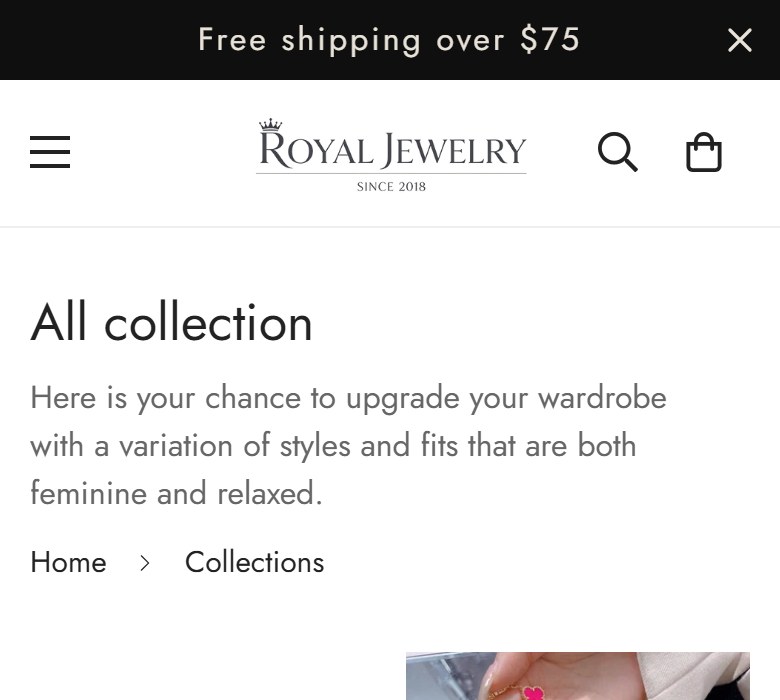 Free shipping over $75
ROYAL JEWELRY
SINCE 2018
All collection
Here is your chance to upgrade your wardrobe
with a variation of styles and fits that are both
feminine and relaxed.
Home > Collections